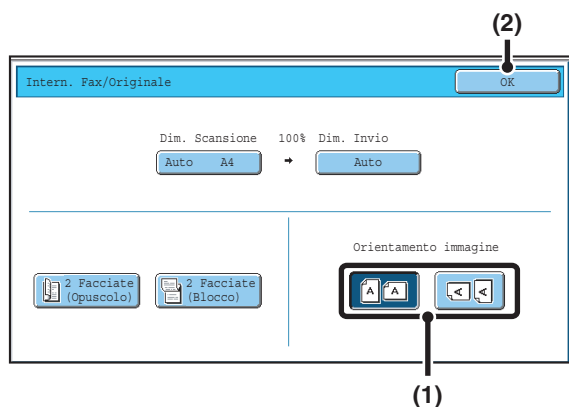 (2)
Intern. Fax/Originale
OK
Dim. Scansione 100% Dim. Invio
Auto A4 → Auto
Orientamento immagine
2 Facciate
(Opuscolo)
2 Facciate
(Blocco)
A A A A
(1)